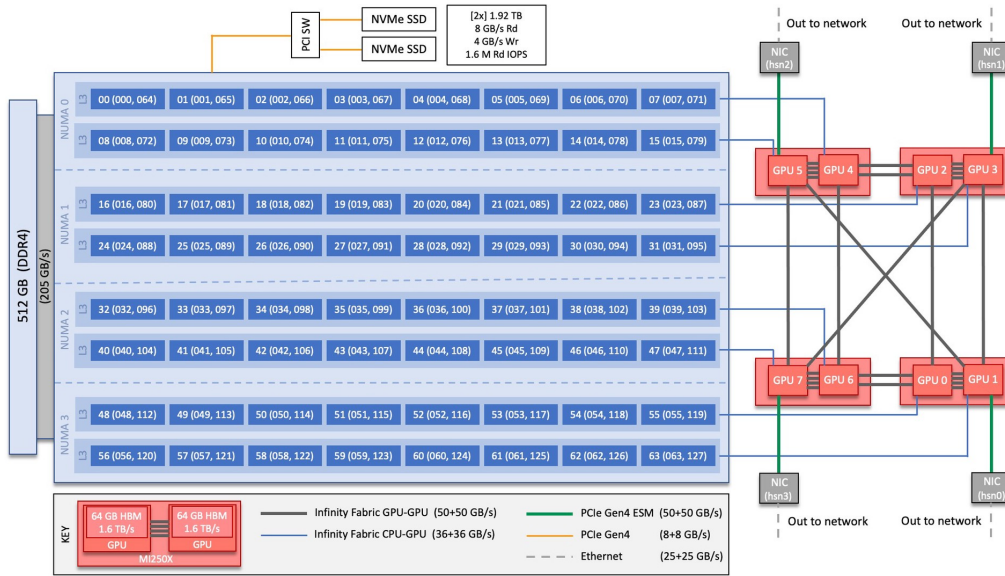 PCI SW
NVMe SSD
NVMe SSD
[2x] 1.92 TB
8 GB/s Rd
4 GB/s Wr
1.6 M Rd IOPS
Out to network
Out to network
NIC
(hsn2)
NIC
(hsn1)
512 GB (DDR4)
(205 GB/s)
NUMA 0
L3
00 (000, 064) 01 (001, 065) 02 (002, 066) 03 (003, 067) 04 (004, 068) 05 (005, 069) 06 (006, 070) 07 (007, 071)
L3
08 (008, 072) 09 (009, 073) 10 (010, 074) 11 (011, 075) 12 (012, 076) 13 (013, 077) 14 (014, 078) 15 (015, 079)
NUMA 1
L3
16 (016, 080) 17 (017, 081) 18 (018, 082) 19 (019, 083) 20 (020, 084) 21 (021, 085) 22 (022, 086) 23 (023, 087)
L3
24 (024, 088) 25 (025, 089) 26 (026, 090) 27 (027, 091) 28 (028, 092) 29 (029, 093) 30 (030, 094) 31 (031, 095)
NUMA 2
L3
32 (032, 096) 33 (033, 097) 34 (034, 098) 35 (035, 099) 36 (036, 100) 37 (037, 101) 38 (038, 102) 39 (039, 103)
L3
40 (040, 104) 41 (041, 105) 42 (042, 106) 43 (043, 107) 44 (044, 108) 45 (045, 109) 46 (046, 110) 47 (047, 111)
NUMA 3
L3
48 (048, 112) 49 (049, 113) 50 (050, 114) 51 (051, 115) 52 (052, 116) 53 (053, 117) 54 (054, 118) 55 (055, 119)
L3
56 (056, 120) 57 (057, 121) 58 (058, 122) 59 (059, 123) 60 (060, 124) 61 (061, 125) 62 (062, 126) 63 (063, 127)
GPU 5 GPU 4 GPU 2 GPU 3
GPU 7 GPU 6 GPU 0 GPU 1
NIC
(hsn3)
NIC
(hsn0)
Out to network
Out to network
KEY
64 GB HBM
1.6 TB/s
GPU
64 GB HBM
1.6 TB/s
GPU
MI250X
Infinity Fabric GPU-GPU (50+50 GB/s)
Infinity Fabric CPU-GPU (36+36 GB/s)
PCIe Gen4 ESM (50+50 GB/s)
PCIe Gen4 (8+8 GB/s)
Ethernet (25+25 GB/s)